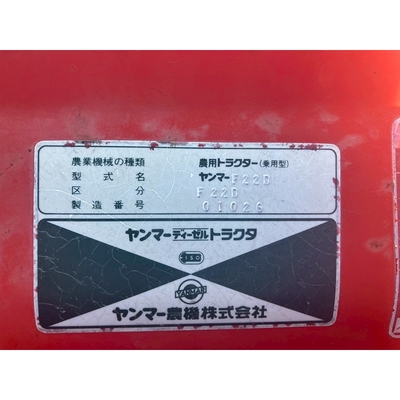 農業機械の種類 農用トラクター(乗用型)
型式名 ヤンマーF22D
区分 F22D
製造番号 01026
ヤンマーディーゼルトラクタ
ISO
YANMAR
ヤンマー農機株式会社